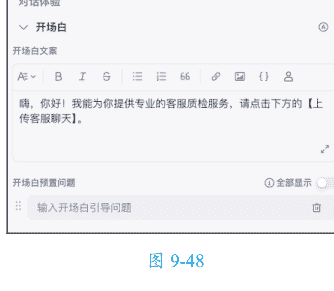 对话体验
开场白
开场白文案
B I S 66 {}
嗨，你好！我能为你提供专业的客服质检服务，请点击下方的【上
传客服聊天】。
开场白预置问题 全部显示
输入开场白引导问题
图 9-48